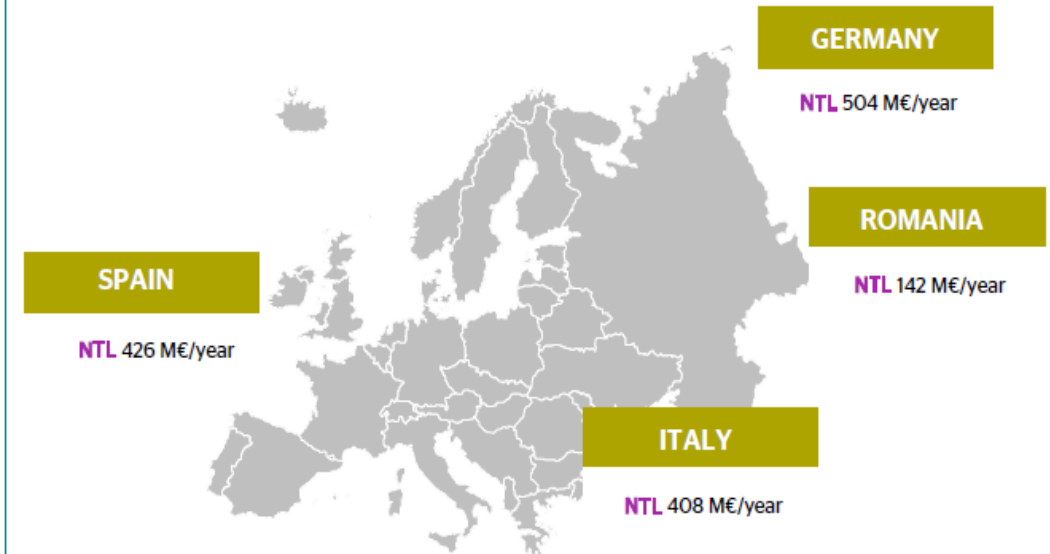 GERMANY
NTL 504 M€/year
ROMANIA
NTL 142 M€/year
SPAIN
NTL 426 M€/year
ITALY
NTL 408 M€/year